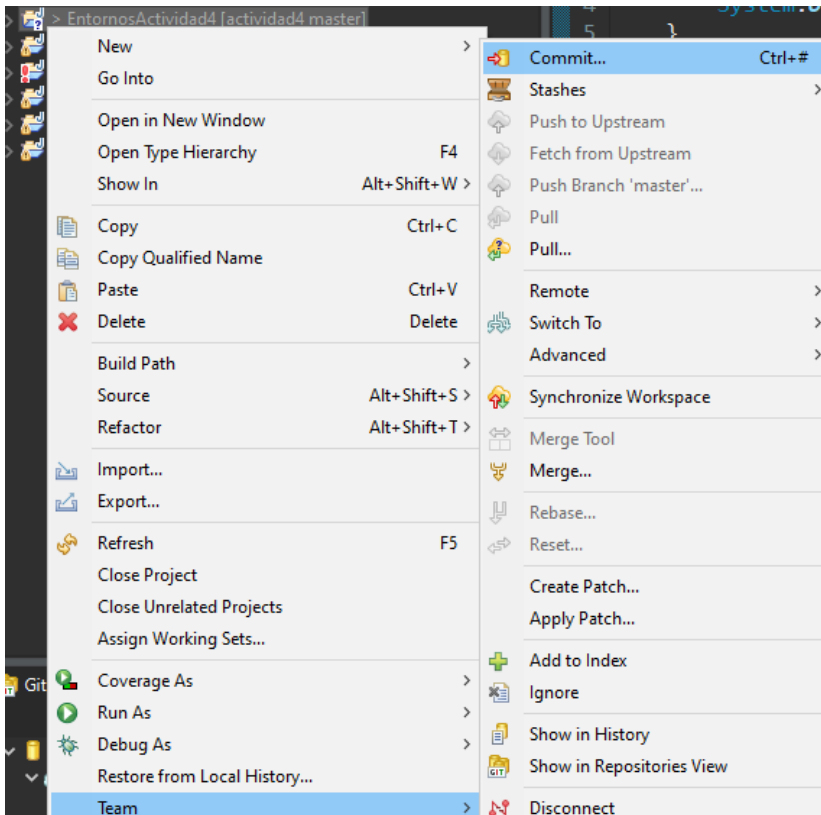 > EntornosActividad4 [actividad4 master]
New >
Go Into
Open in New Window
Open Type Hierarchy F4
Show In Alt+Shift+W >
Copy Ctrl+C
Copy Qualified Name
Paste Ctrl+V
Delete Delete
Build Path >
Source Alt+Shift+S >
Refactor Alt+Shift+T >
Import...
Export...
Refresh F5
Close Project
Close Unrelated Projects
Assign Working Sets...
Coverage As >
Run As >
Debug As >
Restore from Local History...
Team >
Commit... Ctrl+#
Stashes >
Push to Upstream
Fetch from Upstream
Push Branch 'master'...
Pull
Pull...
Remote >
Switch To >
Advanced >
Synchronize Workspace
Merge Tool
Merge...
Rebase...
Reset...
Create Patch...
Apply Patch...
Add to Index
Ignore
Show in History
GIT Show in Repositories View
Disconnect
5 }
Git